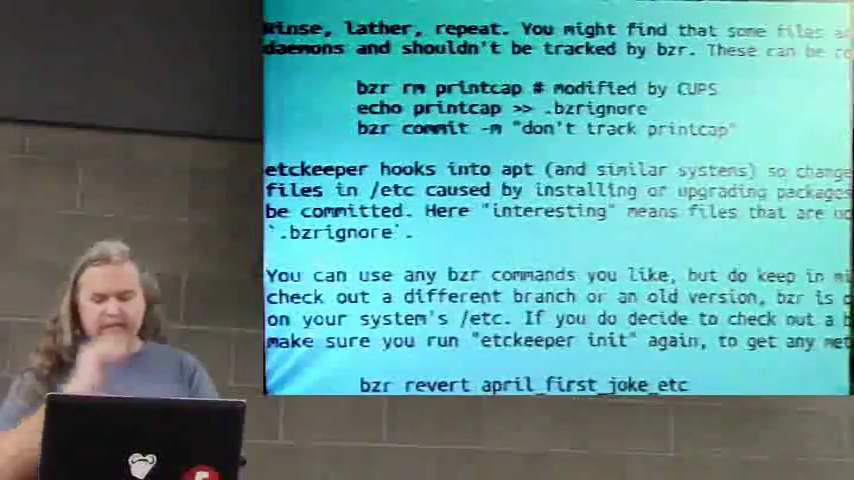 Rinse, lather, repeat. You might find that some files
daemons and shouldn't be tracked by bzr. These can be
bzr rm printcap # modified by CUPS
echo printcap >> .bzrignore
bzr commit -m "don't track printcap"
etckeeper hooks into apt (and similar systems) so change
files in /etc caused by installing or upgrading packages
be committed. Here "interesting" means files that are
`.bzrignore`.
You can use any bzr commands you like, but do keep in
check out a different branch or an old version, bzr is
on your system's /etc. If you do decide to check out a
make sure you run "etckeeper init" again, to get any
bzr revert april_first_joke_etc